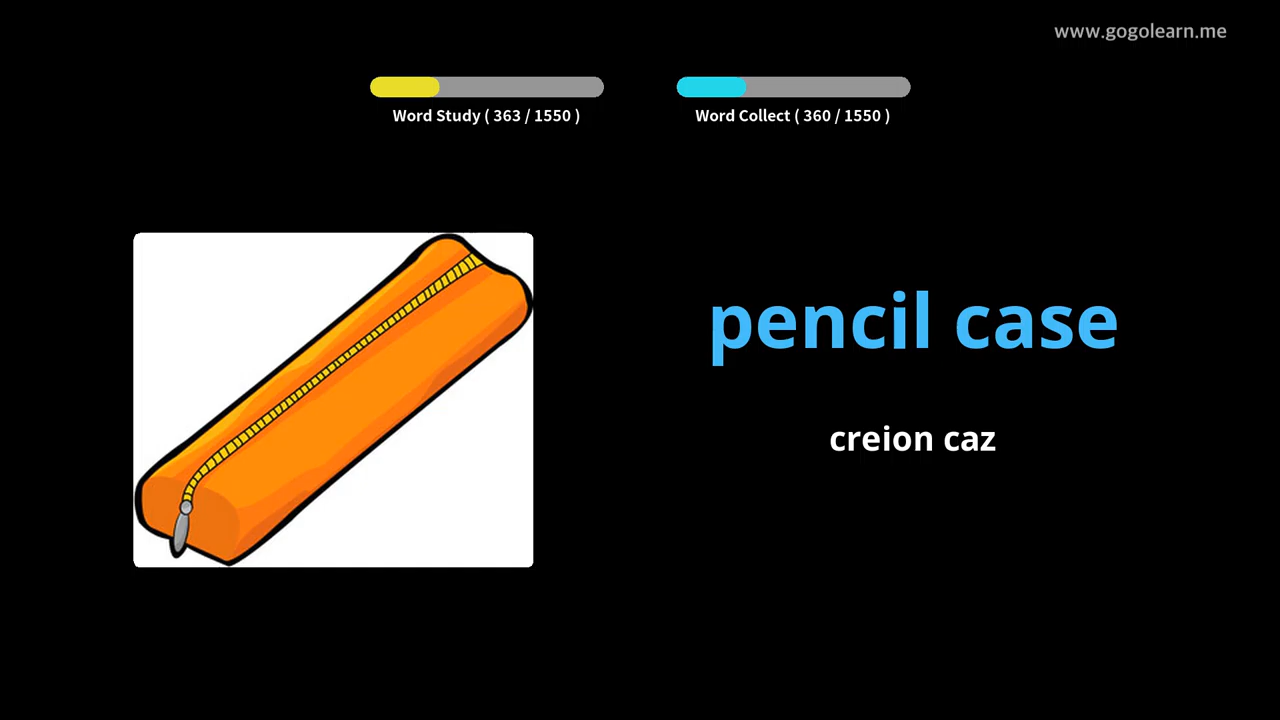 www.gogolearn.me
Word Study ( 363 / 1550 )
Word Collect ( 360 / 1550 )
pencil case
creion caz